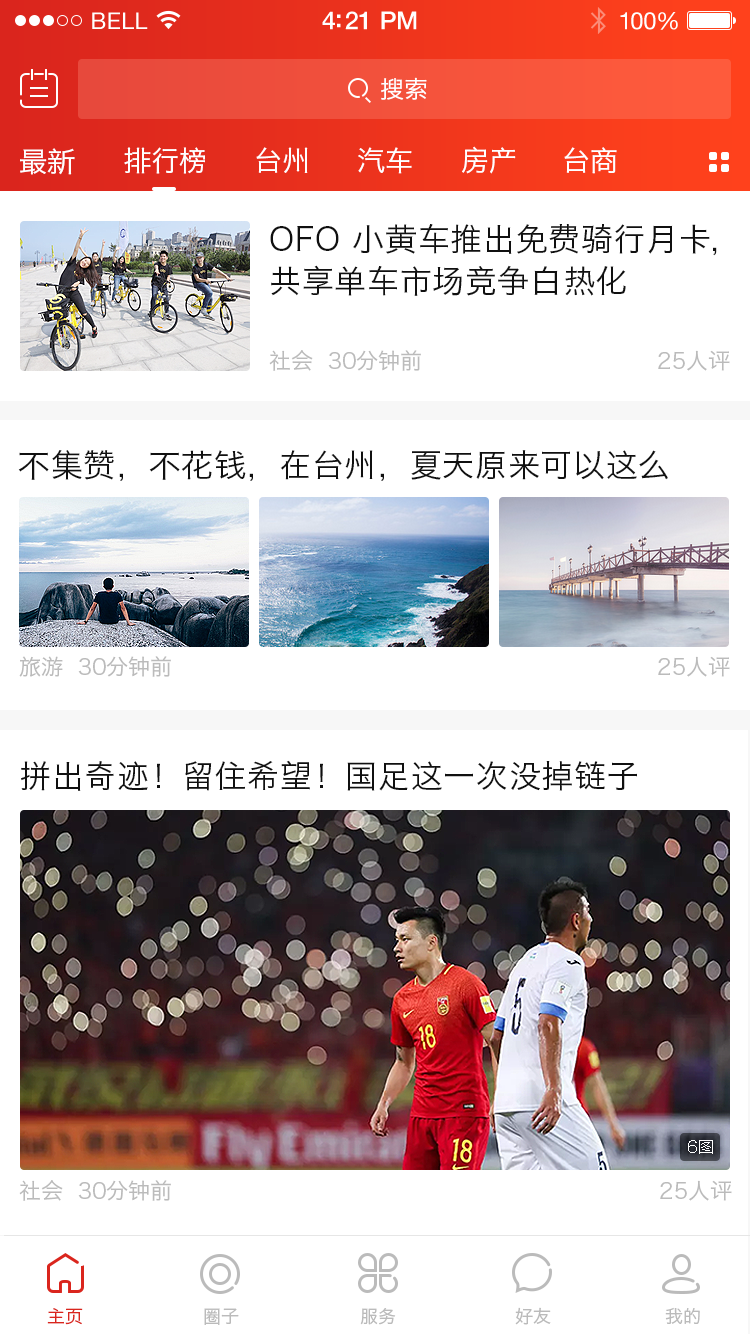 BELL 4:21 PM 100%
搜索
最新 排行榜 台州 汽车 房产 台商
OFO 小黄车推出免费骑行月卡,
共享单车市场竞争白热化
社会 30分钟前 25人评
不集赞，不花钱，在台州，夏天原来可以这么
旅游 30分钟前 25人评
拼出奇迹！留住希望！国足这一次没掉链子
18
5
Fly Emirates
18
5
6图
社会 30分钟前 25人评
主页 圈子 服务 好友 我的